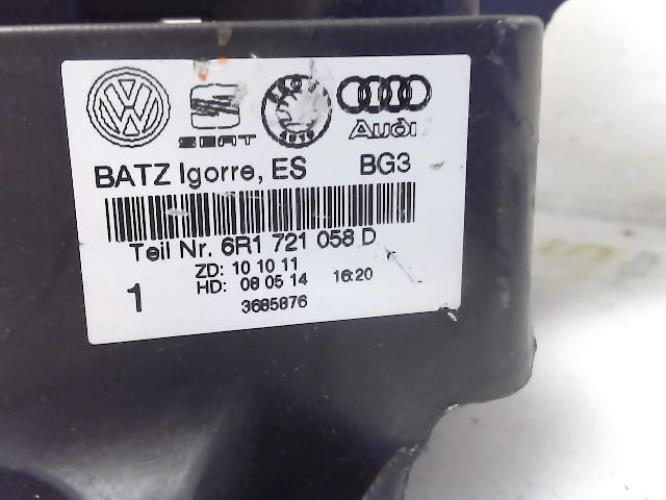 SEAT
Audi
BATZ Igorre, ES BG3
Teil Nr. 6R1 721 058 D
ZD: 10 10 11
1 HD: 08 05 14 16:20
3685876